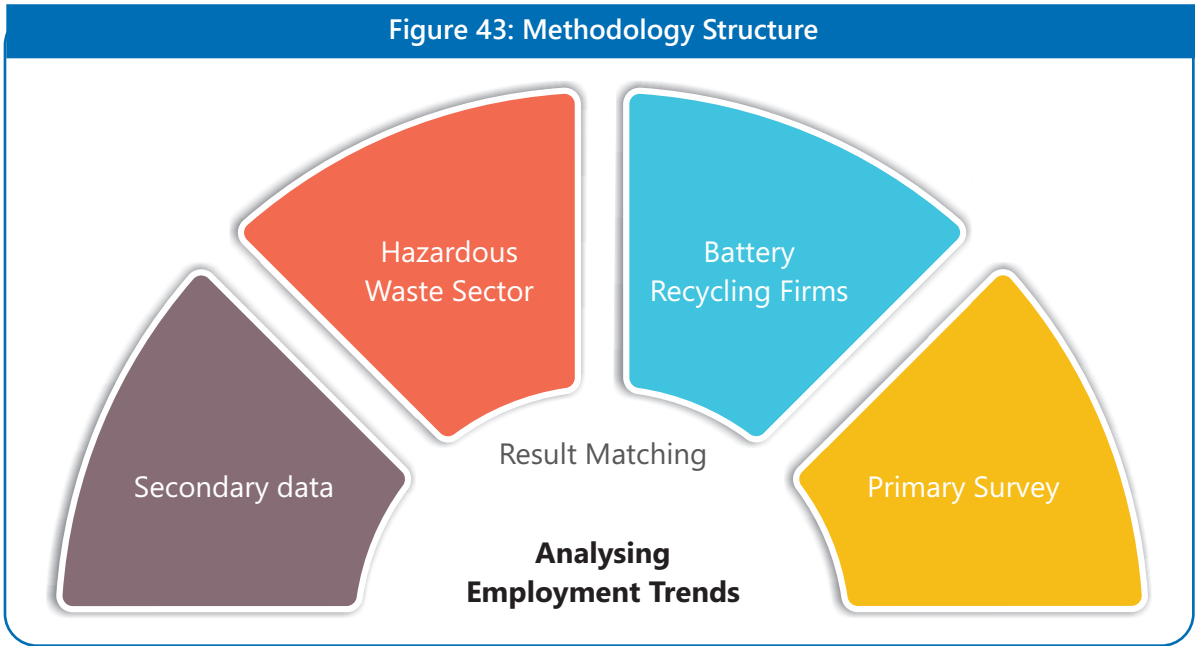 Figure 43: Methodology Structure
Hazardous
Waste Sector
Battery
Recycling Firms
Secondary data
Primary Survey
Result Matching
Analysing
Employment Trends